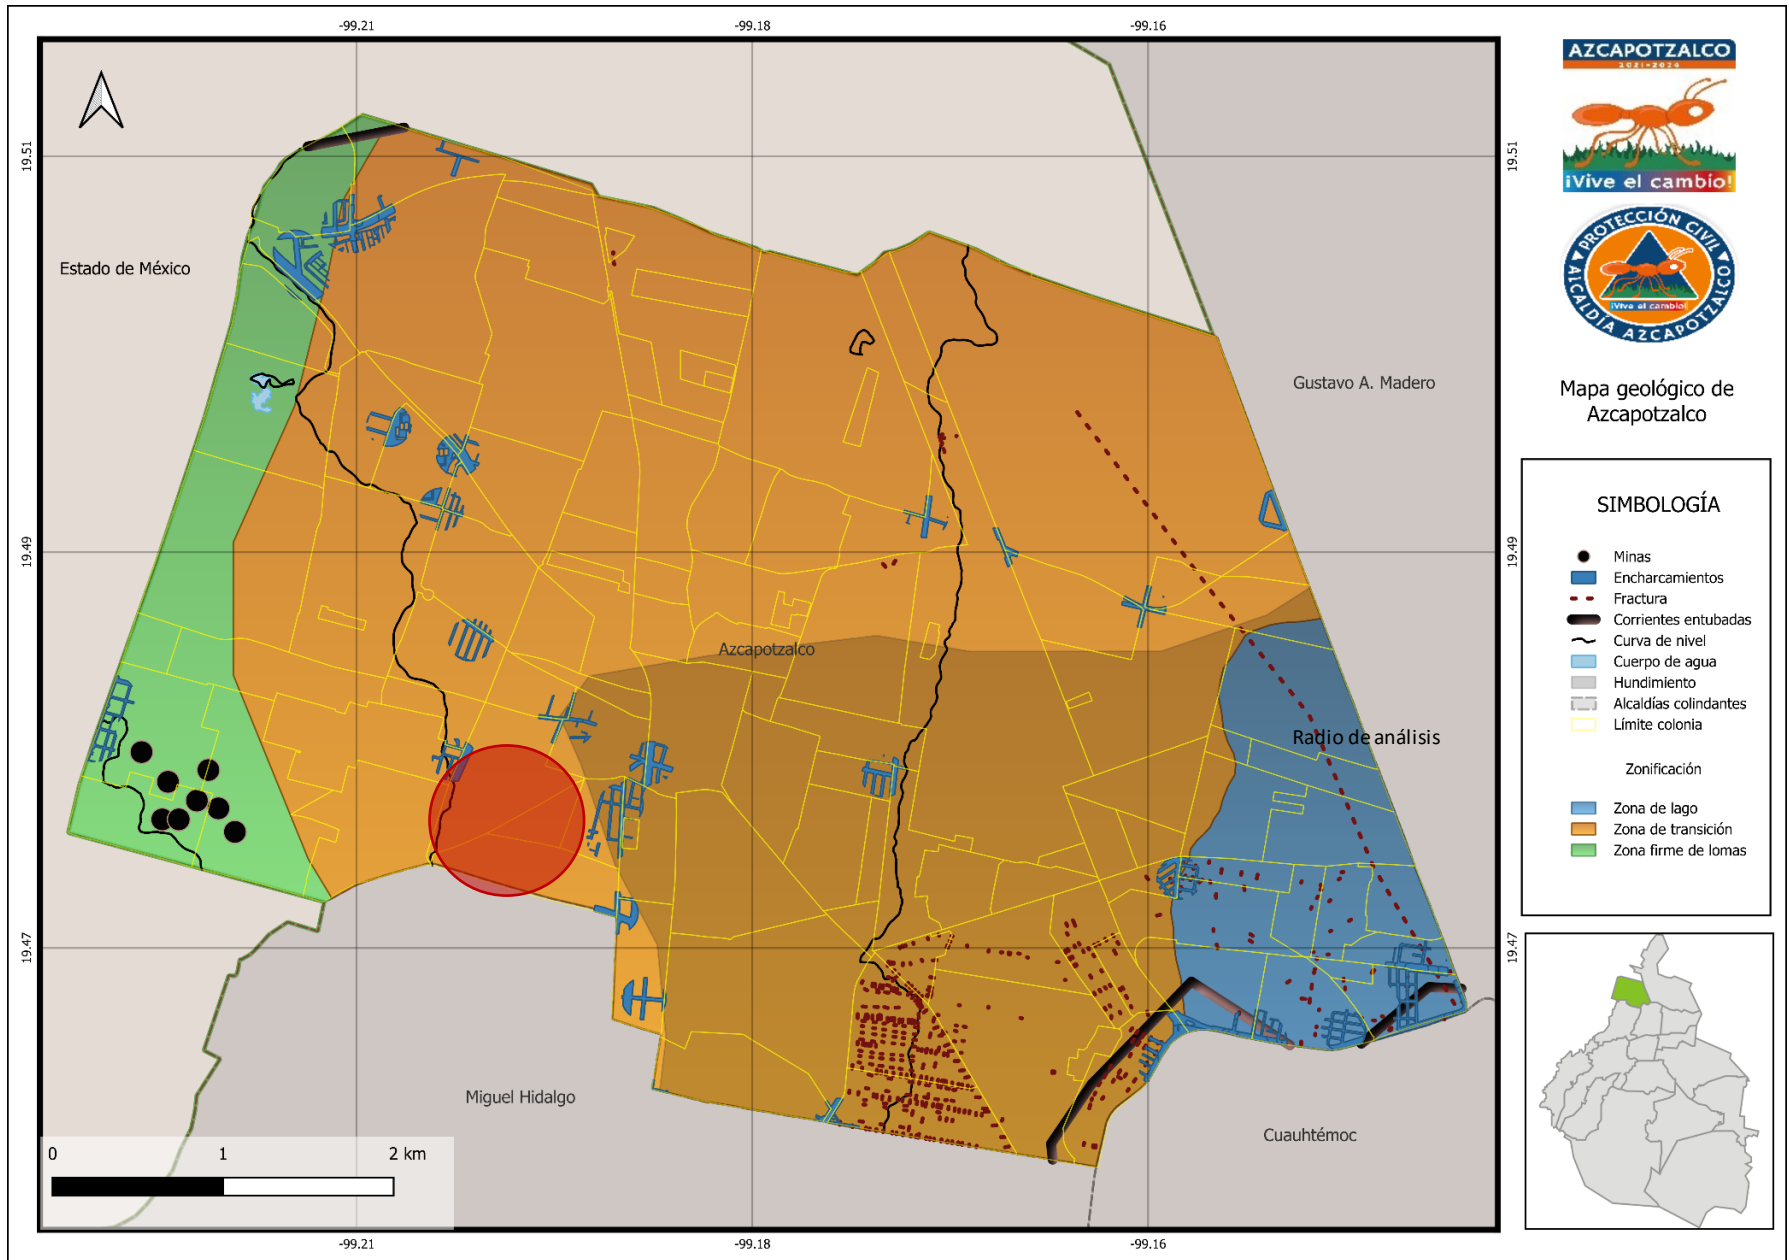 -99.21
-99.18
-99.16
19.51
19.51
Estado de México
Gustavo A. Madero
19.49
19.49
Azcapotzalco
Radio de análisis
19.47
19.47
Miguel Hidalgo
Cuauhtémoc
0 1 2 km
-99.21
-99.18
-99.16
AZCAPOTZALCO
2021-2024
¡Vive el cambio!
PROTECCIÓN CIVIL
¡Vive el cambio!
ALCALDÍA AZCAPOTZALCO
Mapa geológico de
Azcapotzalco
SIMBOLOGÍA
Minas
Encharcamientos
Fractura
Corrientes entubadas
Curva de nivel
Cuerpo de agua
Hundimiento
Alcaldías colindantes
Límite colonia
Zonificación
Zona de lago
Zona de transición
Zona firme de lomas